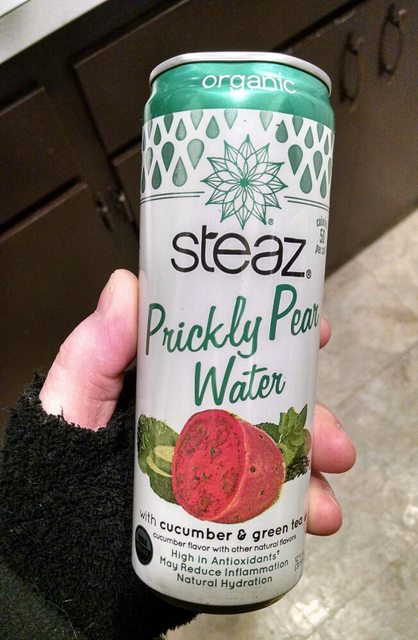 organic
steaz®
50
Prickly Pear
Water
with cucumber & green tea
cucumber flavor with other natural flavors
High in Antioxidants†
May Reduce Inflammation
Natural Hydration